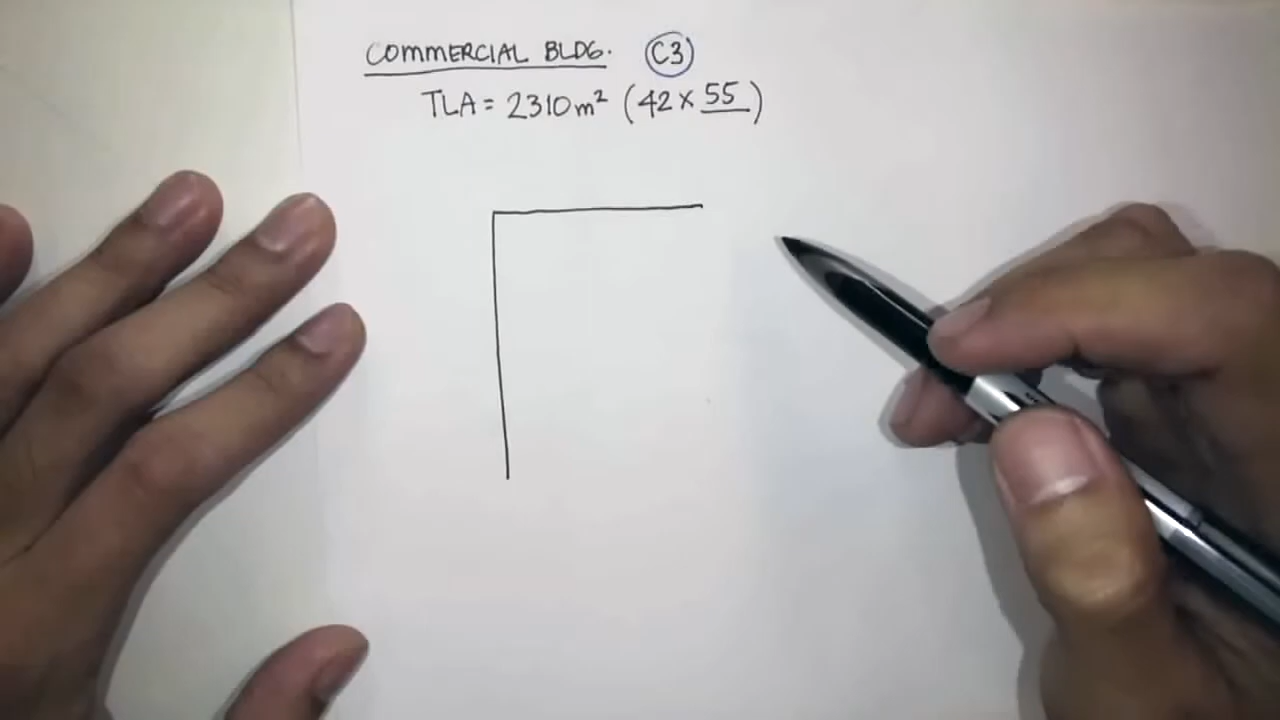 COMMERCIAL BLDG. C3
TLA = 2310m² (42 x 55)